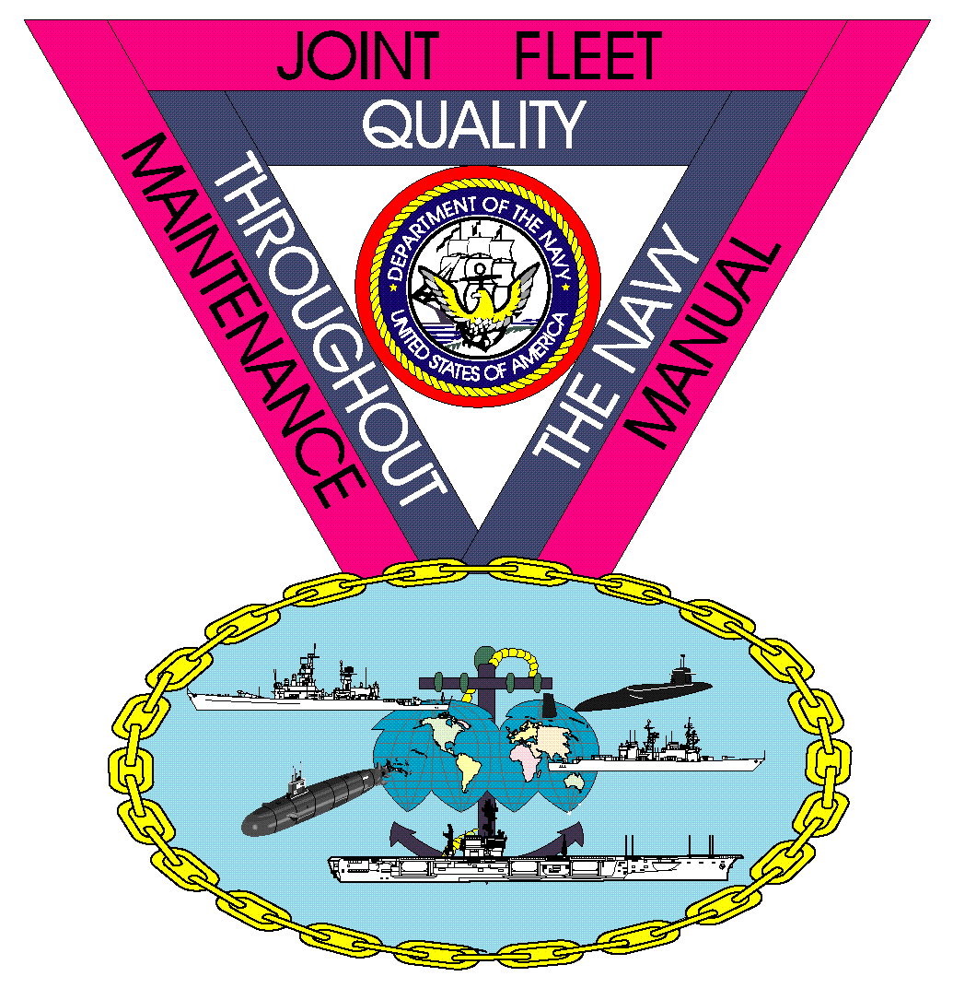 JOINT FLEET
MAINTENANCE
MANUAL
QUALITY
THROUGHOUT
THE NAVY
DEPARTMENT OF THE NAVY
UNITED STATES OF AMERICA